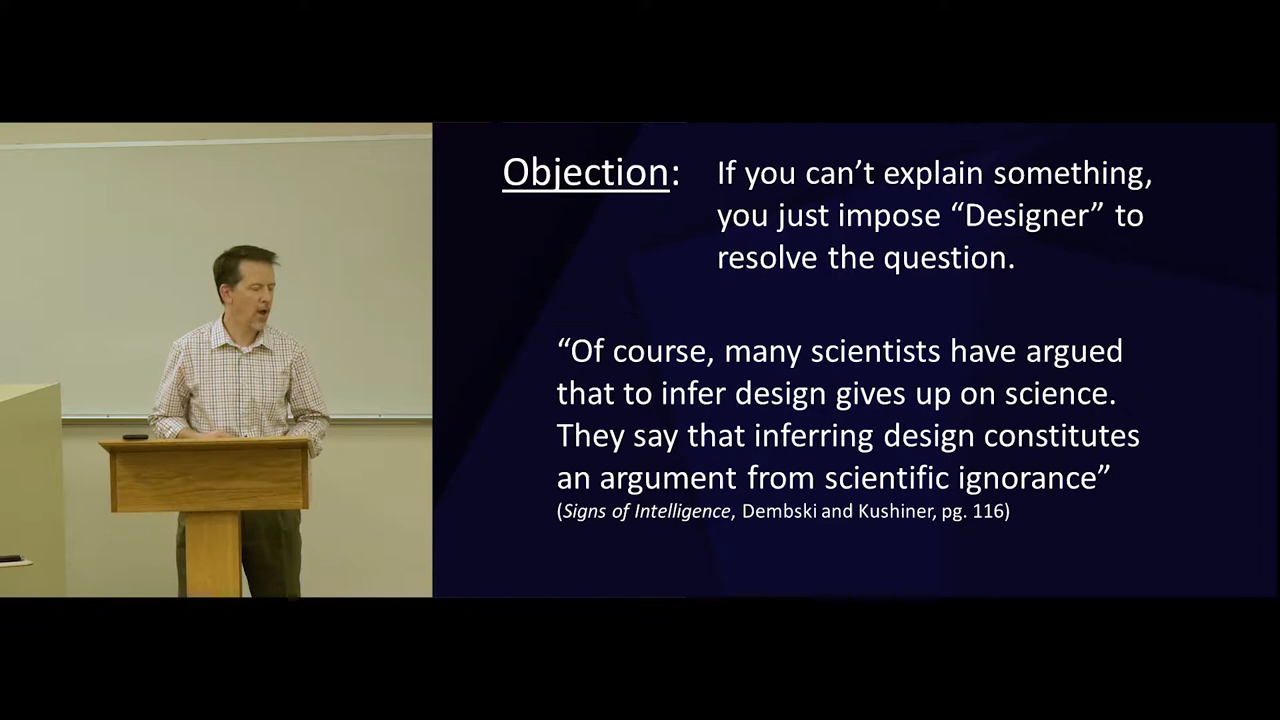 Objection: If you can’t explain something,
you just impose “Designer” to
resolve the question.
“Of course, many scientists have argued
that to infer design gives up on science.
They say that inferring design constitutes
an argument from scientific ignorance”
(Signs of Intelligence, Dembski and Kushiner, pg. 116)